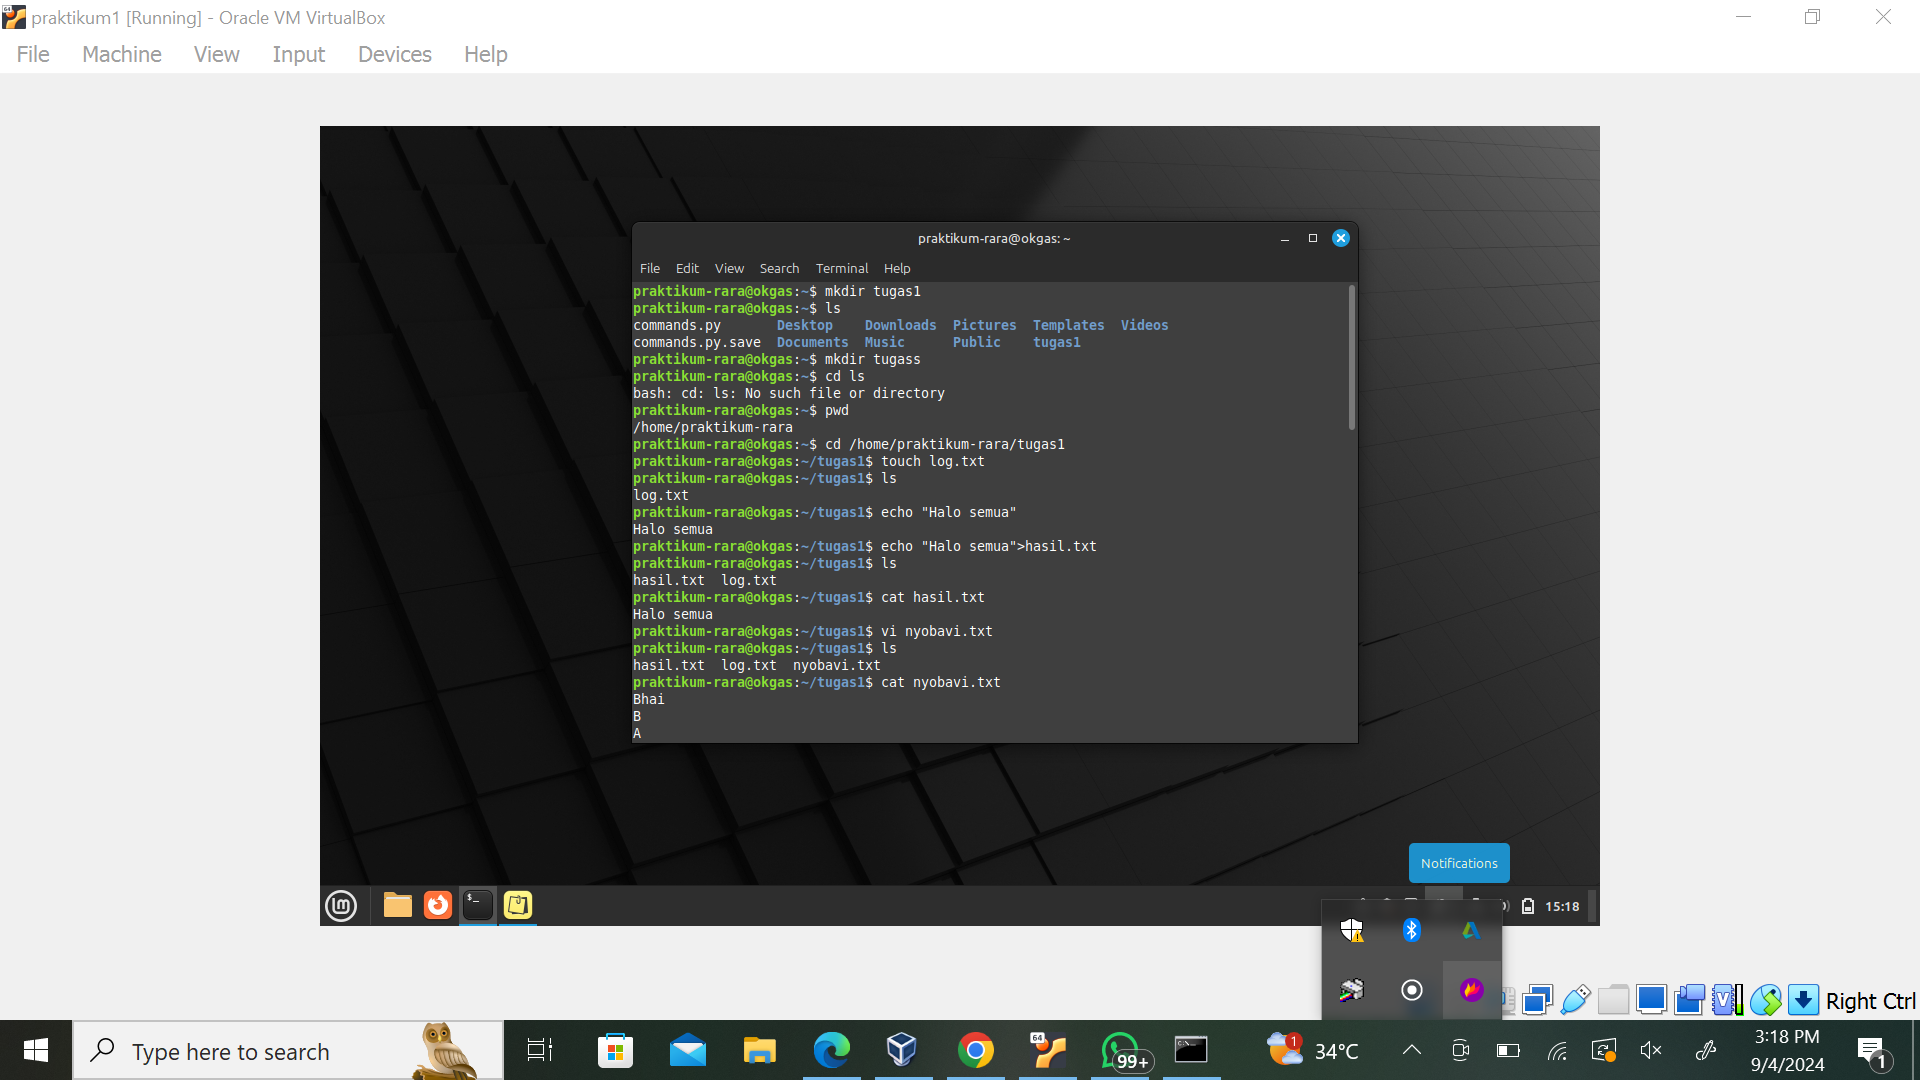 praktikum1 [Running] - Oracle VM VirtualBox
File Machine View Input Devices Help
praktikum-rara@okgas: ~
File Edit View Search Terminal Help
praktikum-rara@okgas:~$ mkdir tugas1
praktikum-rara@okgas:~$ ls
commands.py Desktop Downloads Pictures Templates Videos
commands.py.save Documents Music Public tugas1
praktikum-rara@okgas:~$ mkdir tugass
praktikum-rara@okgas:~$ cd ls
bash: cd: ls: No such file or directory
praktikum-rara@okgas:~$ pwd
/home/praktikum-rara
praktikum-rara@okgas:~$ cd /home/praktikum-rara/tugas1
praktikum-rara@okgas:~/tugas1$ touch log.txt
praktikum-rara@okgas:~/tugas1$ ls
log.txt
praktikum-rara@okgas:~/tugas1$ echo "Halo semua"
Halo semua
praktikum-rara@okgas:~/tugas1$ echo "Halo semua">hasil.txt
praktikum-rara@okgas:~/tugas1$ ls
hasil.txt log.txt
praktikum-rara@okgas:~/tugas1$ cat hasil.txt
Halo semua
praktikum-rara@okgas:~/tugas1$ vi nyobavi.txt
praktikum-rara@okgas:~/tugas1$ ls
hasil.txt log.txt nyobavi.txt
praktikum-rara@okgas:~/tugas1$ cat nyobavi.txt
Bhai
B
A
Notifications
15:18
Right Ctrl
Type here to search
64
99+
1
34°C
3:18 PM
9/4/2024
1